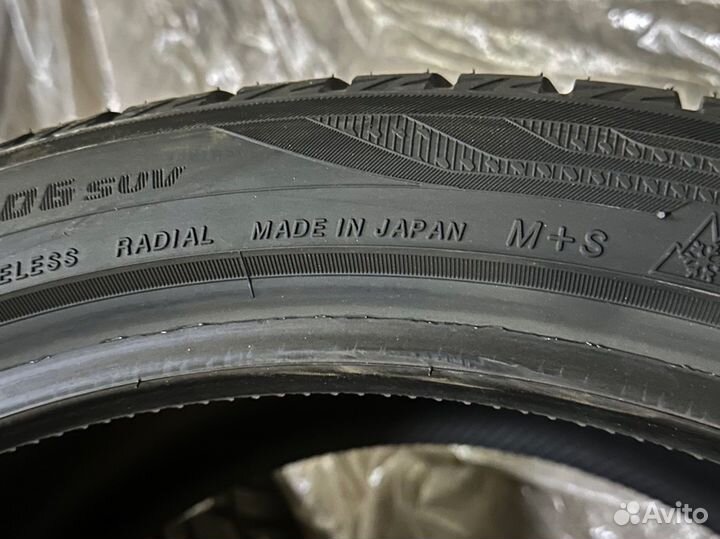 06 SUV
ELESS RADIAL MADE IN JAPAN M+S
Avito